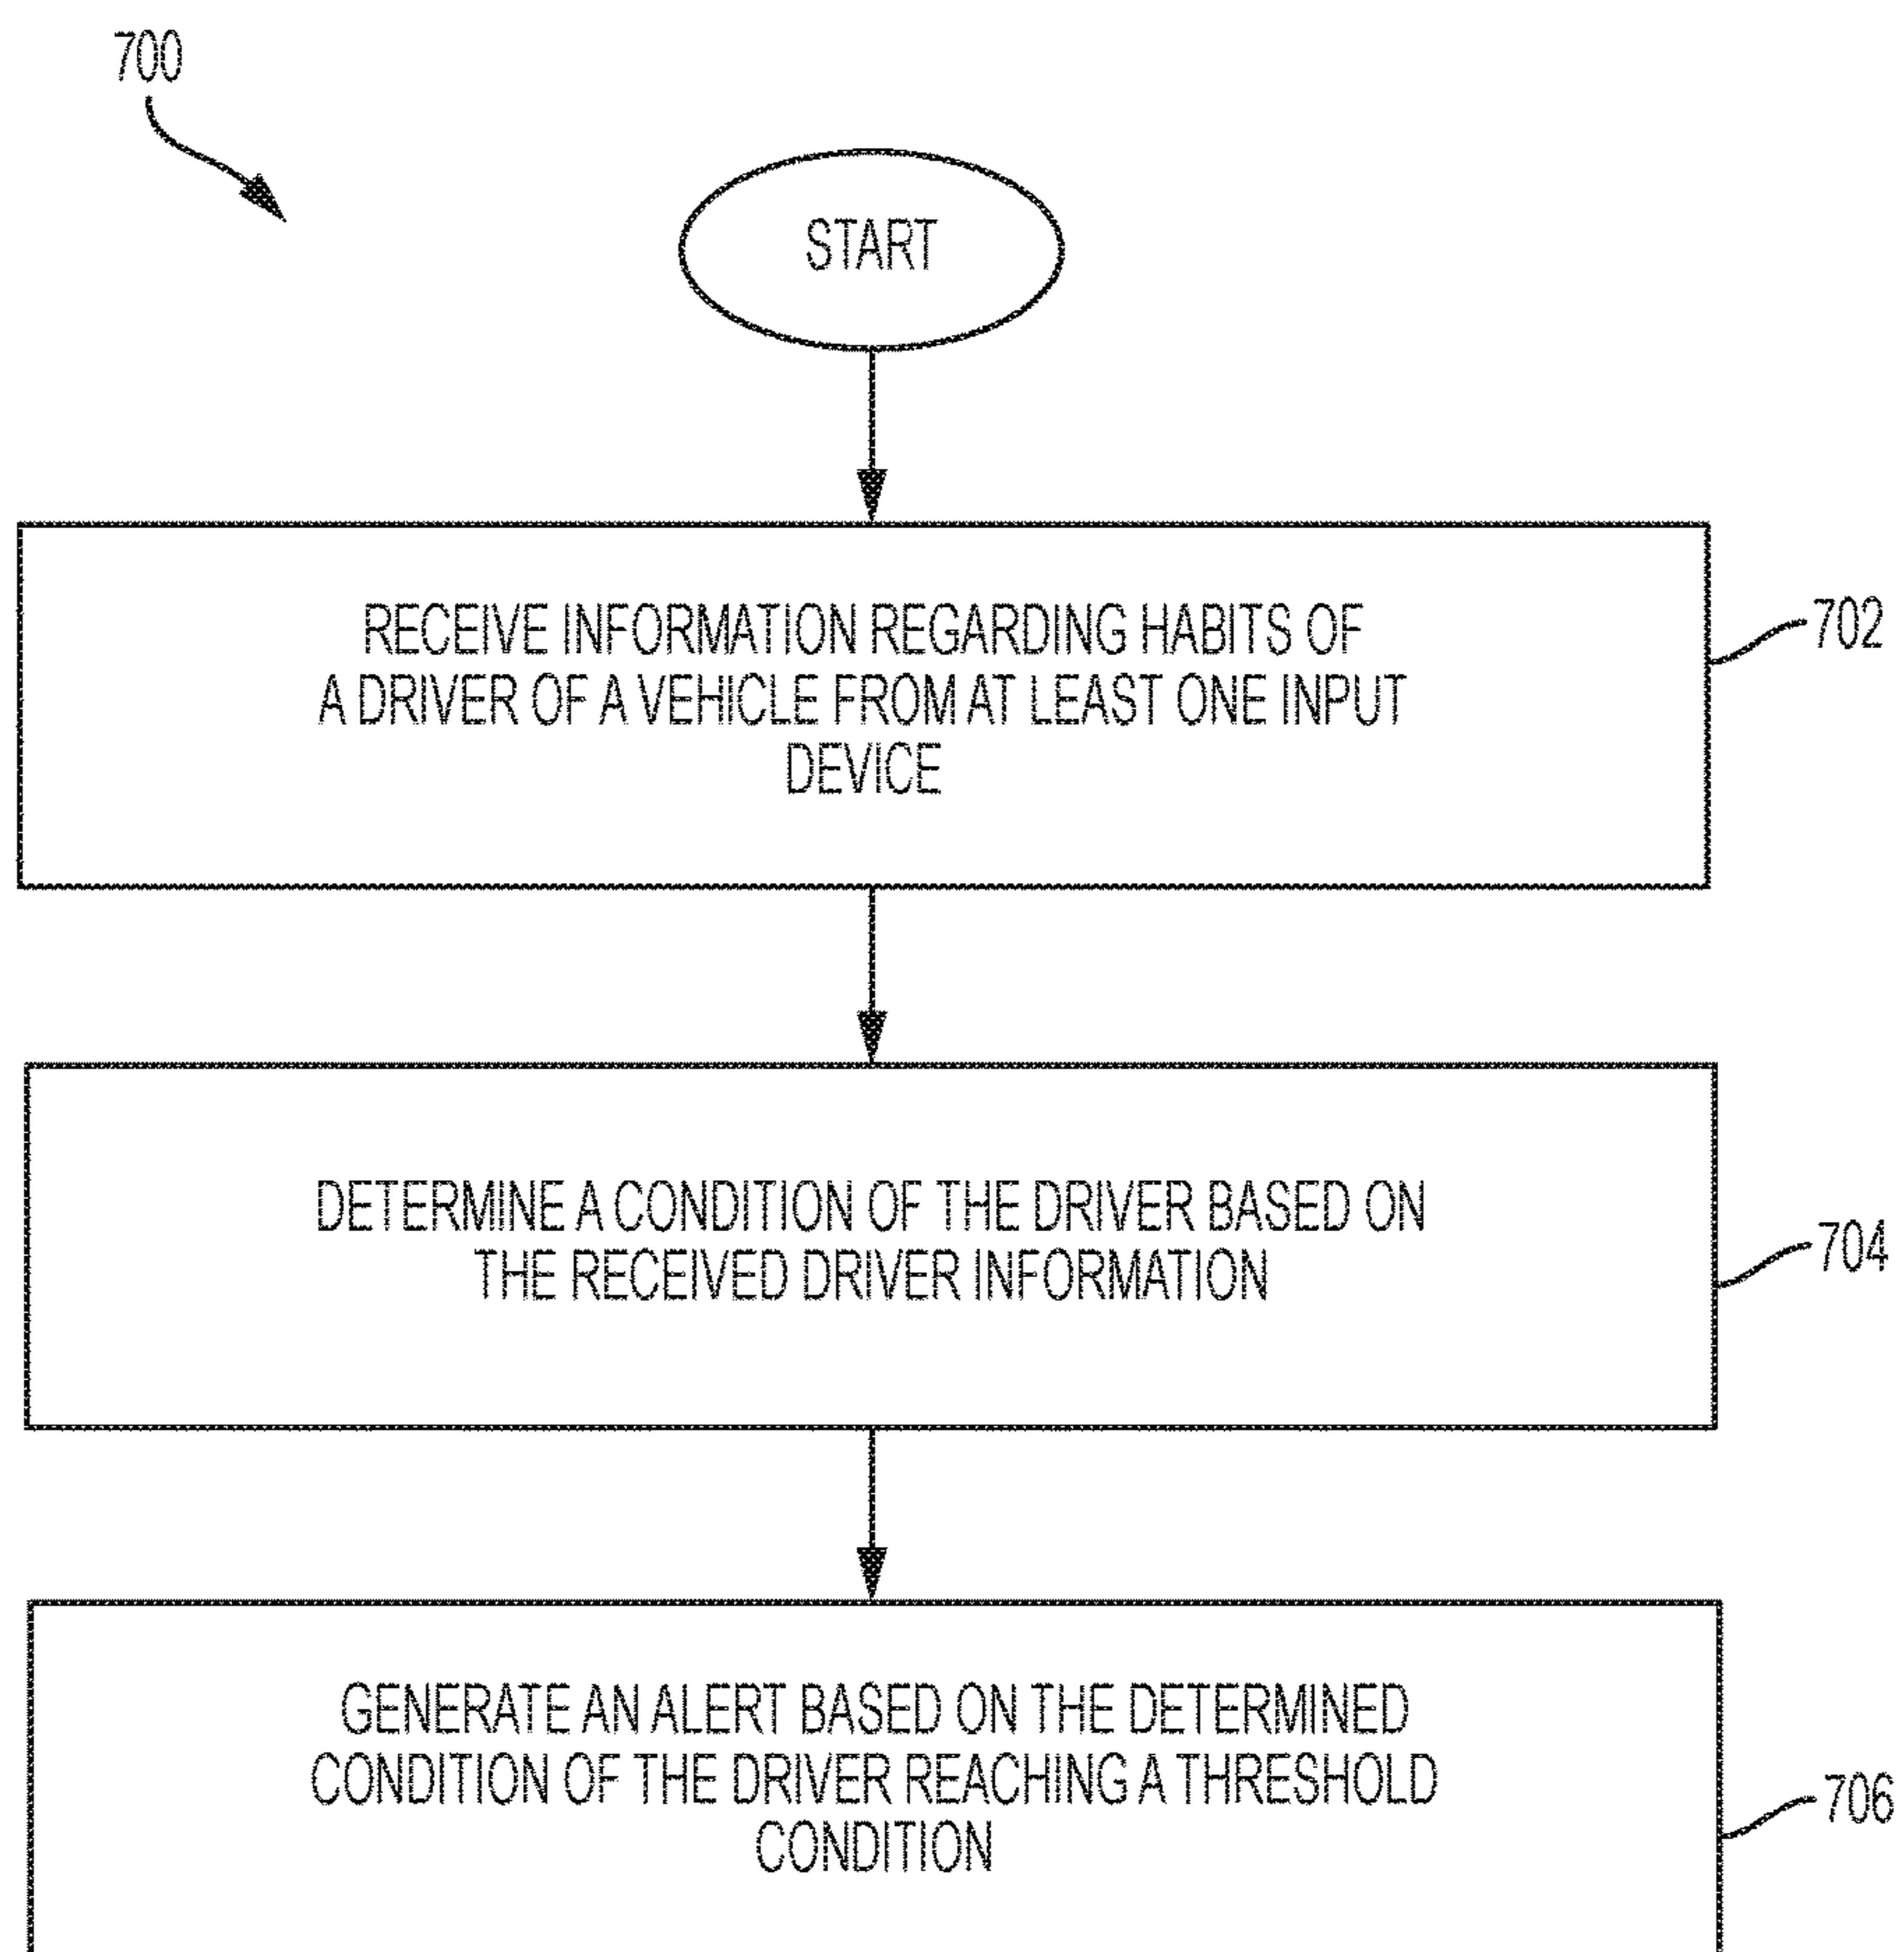 700
START
RECEIVE INFORMATION REGARDING HABITS OF
A DRIVER OF A VEHICLE FROM AT LEAST ONE INPUT
DEVICE
702
DETERMINE A CONDITION OF THE DRIVER BASED ON
THE RECEIVED DRIVER INFORMATION
704
GENERATE AN ALERT BASED ON THE DETERMINED
CONDITION OF THE DRIVER REACHING A THRESHOLD
CONDITION
706